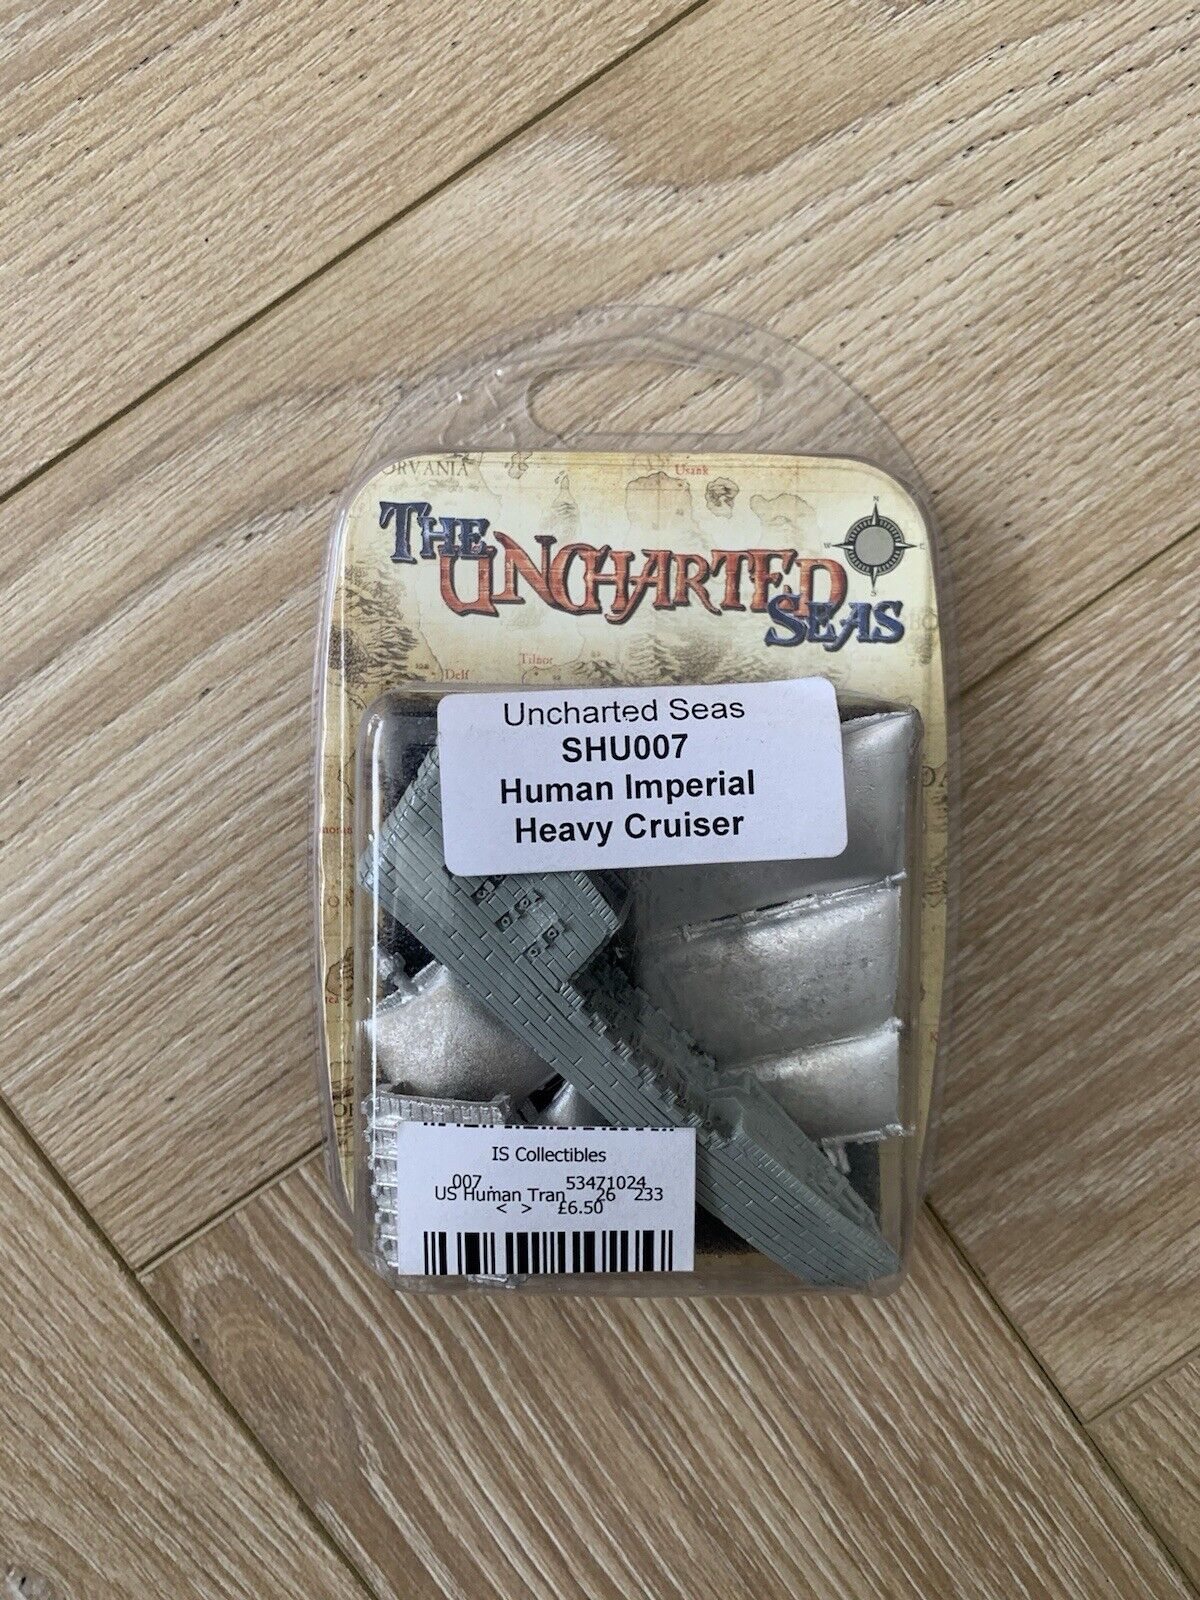 ORVANIA
Usank
N
E
S
THE
UNCHARTED
SEAS
Delf
Tilnor
Uncharted Seas
SHU007
Human Imperial
Heavy Cruiser
IS Collectibles
007 53471024
US Human Tran 26 233
< > £6.50